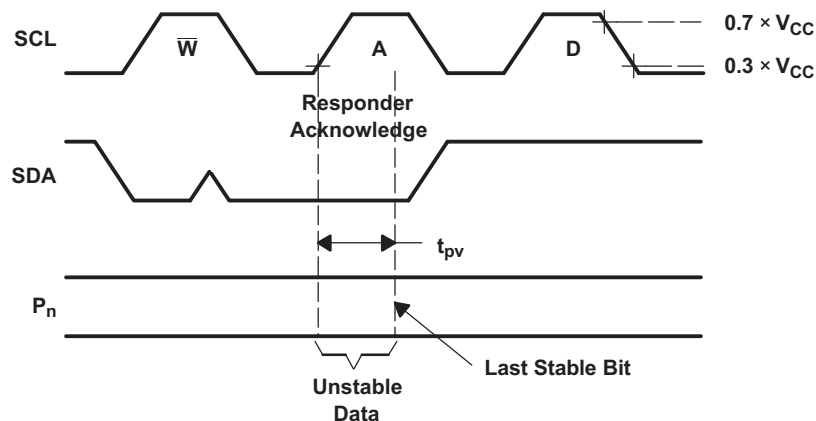 SCL
W̅
A
D
0.7 × VCC
0.3 × VCC
Responder
Acknowledge
SDA
tpv
Pn
Last Stable Bit
Unstable
Data